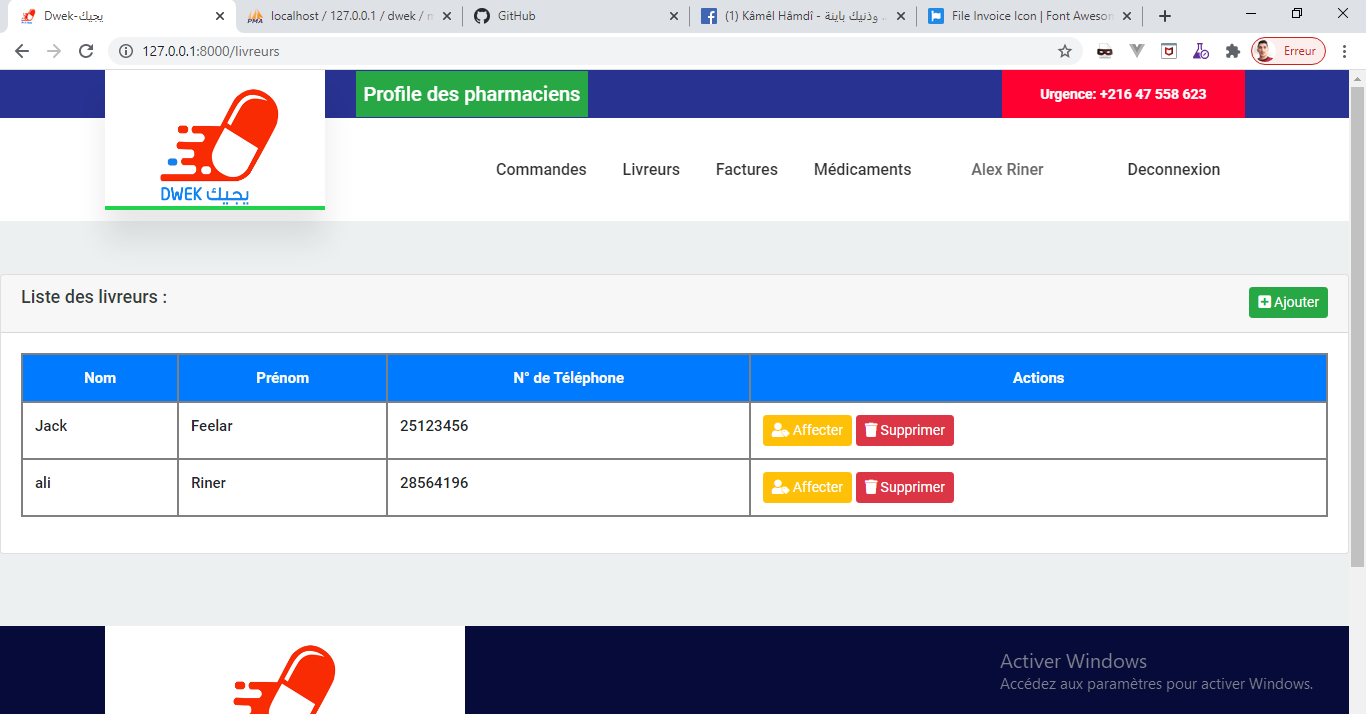 Dwek-يجيك
localhost / 127.0.0.1 / dwek / m
GitHub
(1) Kâmêl Hâmdî - وذنيك باينة
File Invoice Icon | Font Awesom
127.0.0.1:8000/livreurs
Erreur
Profile des pharmaciens
Urgence: +216 47 558 623
DWEK يجيك
Commandes
Livreurs
Factures
Médicaments
Alex Riner
Deconnexion
Liste des livreurs :
Ajouter
Nom Prénom N° de Téléphone Actions
Jack Feelar 25123456 Affecter Supprimer
ali Riner 28564196 Affecter Supprimer
Activer Windows
Accédez aux paramètres pour activer Windows.